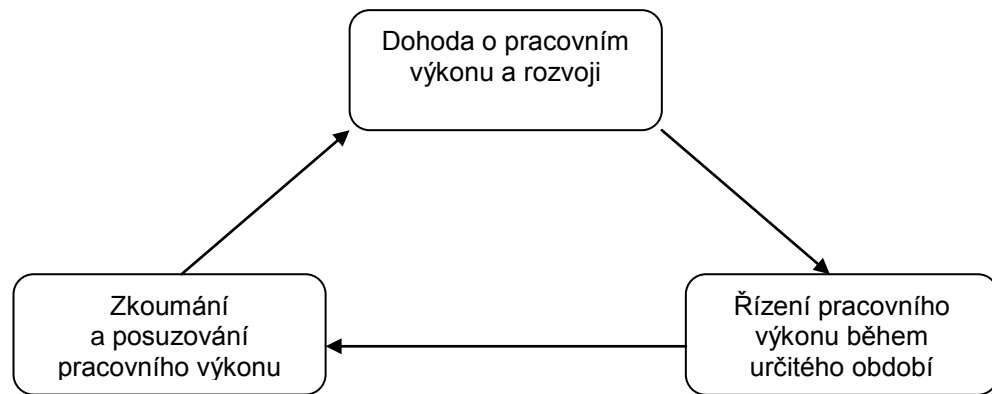 Dohoda o pracovním
výkonu a rozvoji
Zkoumání
a posuzování
pracovního výkonu
Řízení pracovního
výkonu během
určitého období